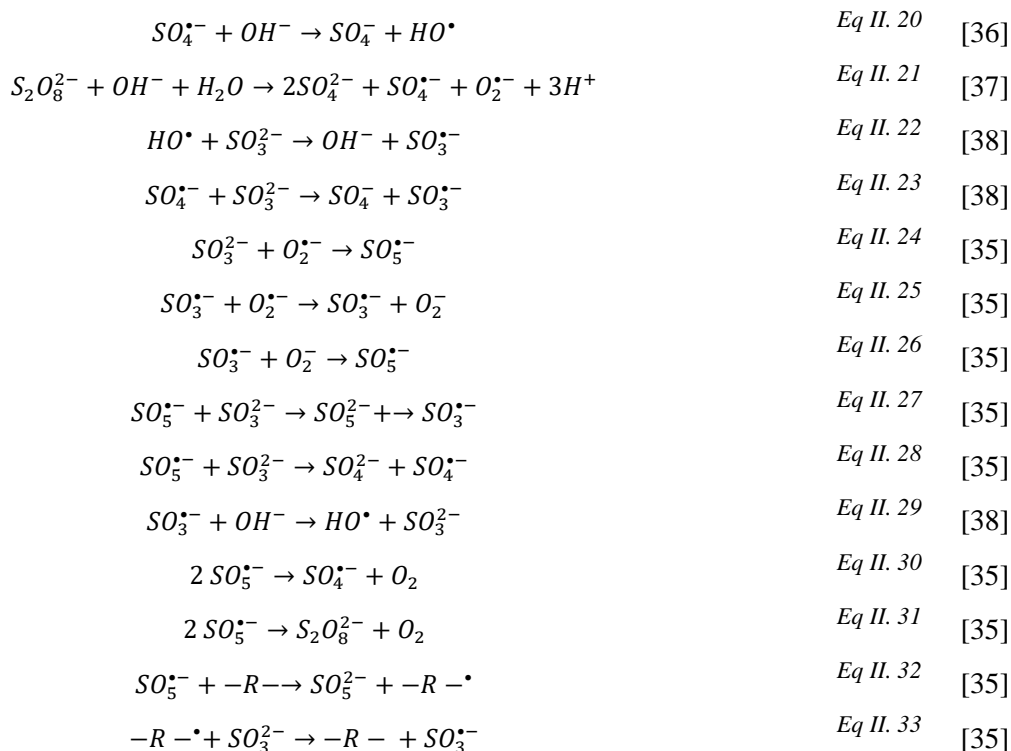 SO₄•⁻ + OH⁻ → SO₄⁻ + HO• Eq II. 20 [36]
S₂O₈²⁻ + OH⁻ + H₂O → 2SO₄²⁻ + SO₄•⁻ + O₂•⁻ + 3H⁺ Eq II. 21 [37]
HO• + SO₃²⁻ → OH⁻ + SO₃•⁻ Eq II. 22 [38]
SO₄•⁻ + SO₃²⁻ → SO₄⁻ + SO₃•⁻ Eq II. 23 [38]
SO₃²⁻ + O₂•⁻ → SO₅•⁻ Eq II. 24 [35]
SO₃•⁻ + O₂•⁻ → SO₃•⁻ + O₂⁻ Eq II. 25 [35]
SO₃•⁻ + O₂⁻ → SO₅•⁻ Eq II. 26 [35]
SO₅•⁻ + SO₃²⁻ → SO₅²⁻ +→ SO₃•⁻ Eq II. 27 [35]
SO₅•⁻ + SO₃²⁻ → SO₄²⁻ + SO₄•⁻ Eq II. 28 [35]
SO₃•⁻ + OH⁻ → HO• + SO₃²⁻ Eq II. 29 [38]
2 SO₅•⁻ → SO₄•⁻ + O₂ Eq II. 30 [35]
2 SO₅•⁻ → S₂O₈²⁻ + O₂ Eq II. 31 [35]
SO₅•⁻ + −R −→ SO₅²⁻ + −R −• Eq II. 32 [35]
−R −•+ SO₃²⁻ → −R − + SO₃•⁻ Eq II. 33 [35]